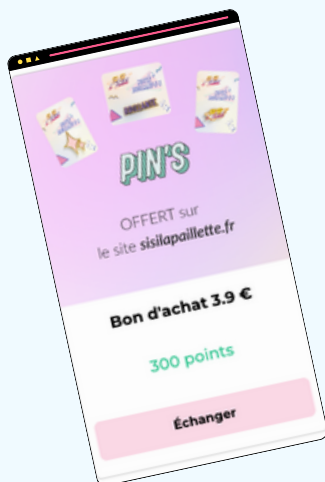 PIN'S
OFFERT sur
le site sisilapaillette.fr
Bon d'achat 3.9 €
300 points
Échanger